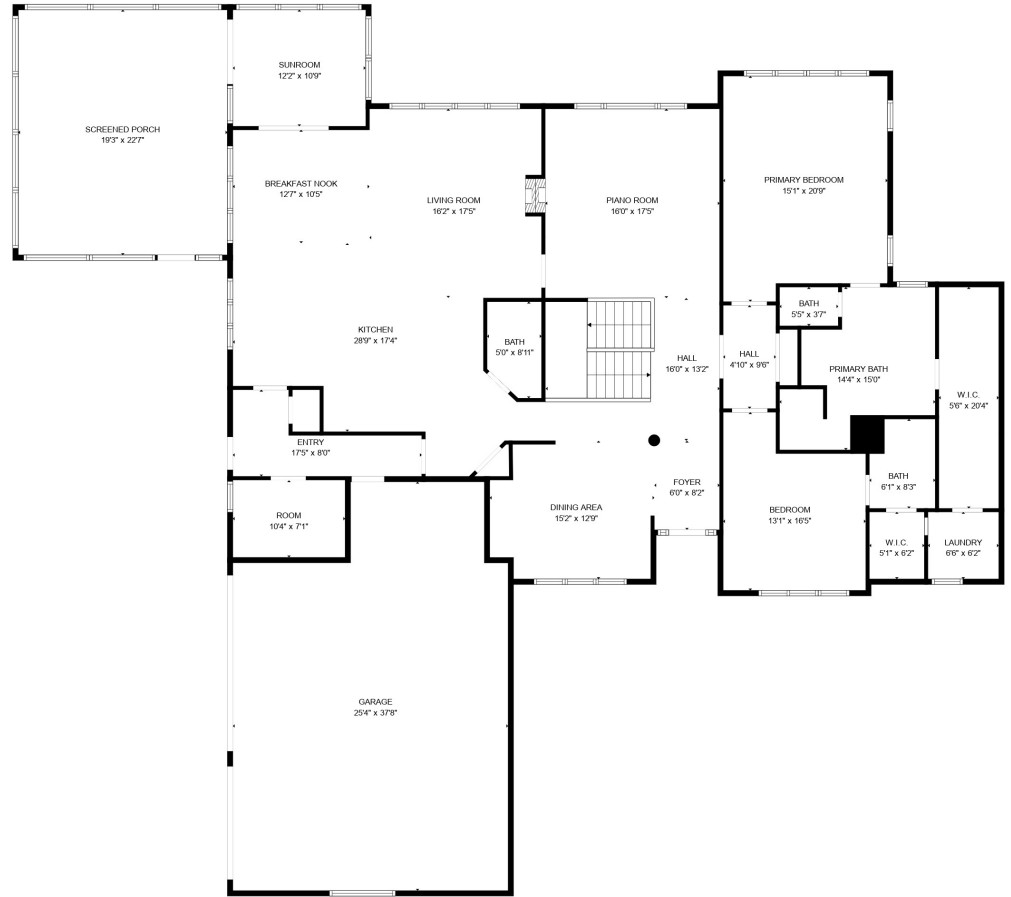 SUNROOM
12'2" x 10'9"
SCREENED PORCH
19'3" x 22'7"
BREAKFAST NOOK
12'7" x 10'5"
LIVING ROOM
16'2" x 17'5"
PIANO ROOM
16'0" x 17'5"
PRIMARY BEDROOM
15'1" x 20'9"
BATH
5'5" x 3'7"
KITCHEN
28'9" x 17'4"
BATH
5'0" x 8'11"
HALL
16'0" x 13'2"
HALL
4'10" x 9'6"
PRIMARY BATH
14'4" x 15'0"
W.I.C.
5'6" x 20'4"
ENTRY
17'5" x 8'0"
BATH
6'1" x 8'3"
FOYER
6'0" x 8'2"
ROOM
10'4" x 7'1"
DINING AREA
15'2" x 12'9"
BEDROOM
13'1" x 16'5"
W.I.C.
5'1" x 6'2"
LAUNDRY
6'6" x 6'2"
GARAGE
25'4" x 37'8"